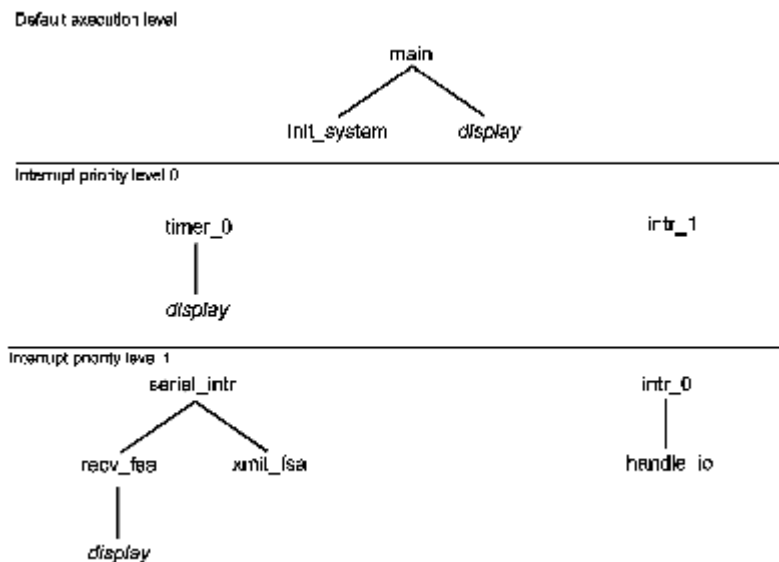 Default execution level
main
init_system display
Interrupt priority level 0
timer_0 intr_1
display
Interrupt priority level 1
serial_intr intr_0
recv_fsa xmit_fsa handle_io
display